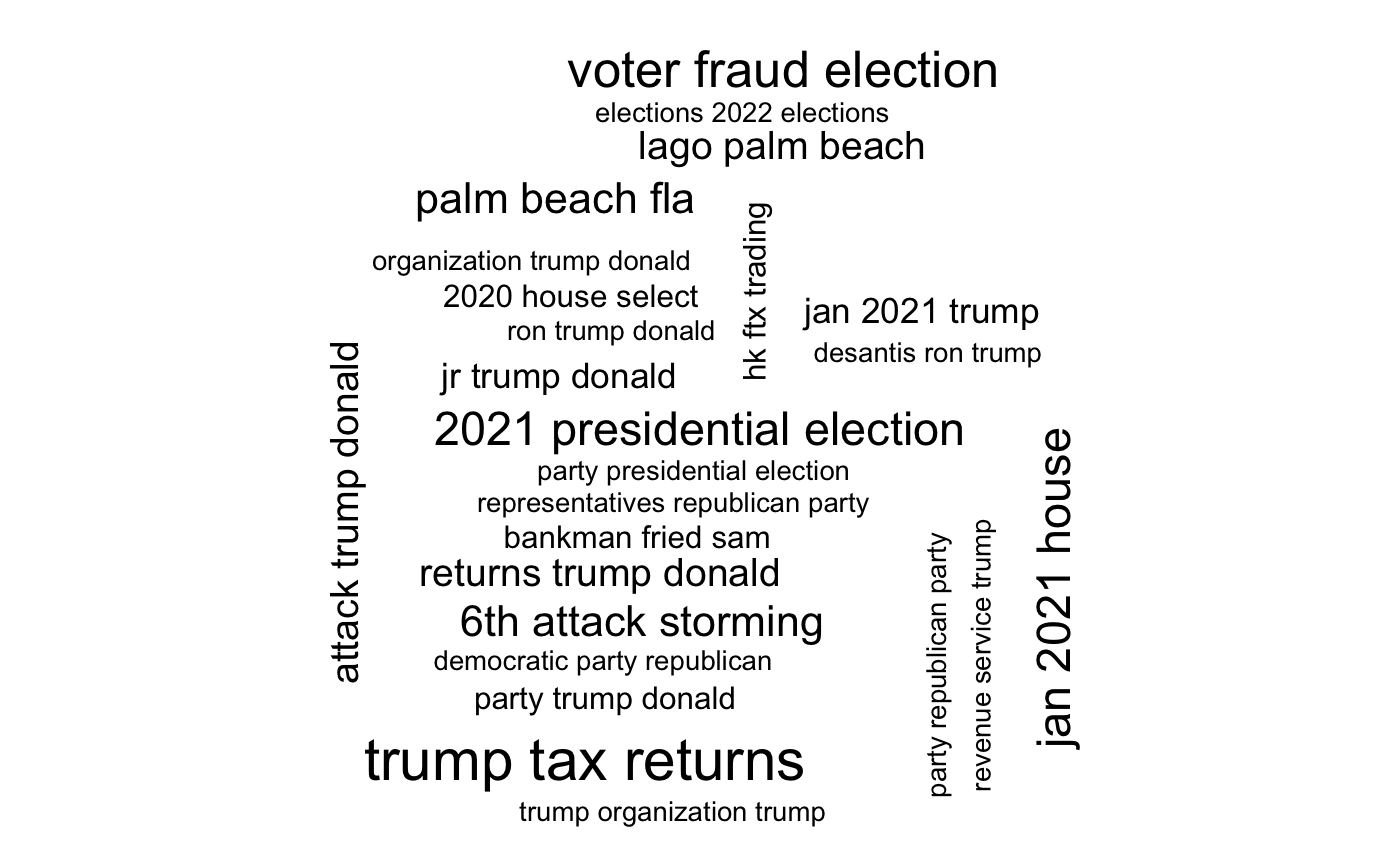 voter fraud election
elections 2022 elections
lago palm beach
palm beach fla
hk ftx trading
organization trump donald
2020 house select
jan 2021 trump
ron trump donald
desantis ron trump
attack trump donald
jr trump donald
2021 presidential election
jan 2021 house
party presidential election
representatives republican party
bankman fried sam
party republican party
revenue service trump
returns trump donald
6th attack storming
democratic party republican
party trump donald
trump tax returns
trump organization trump